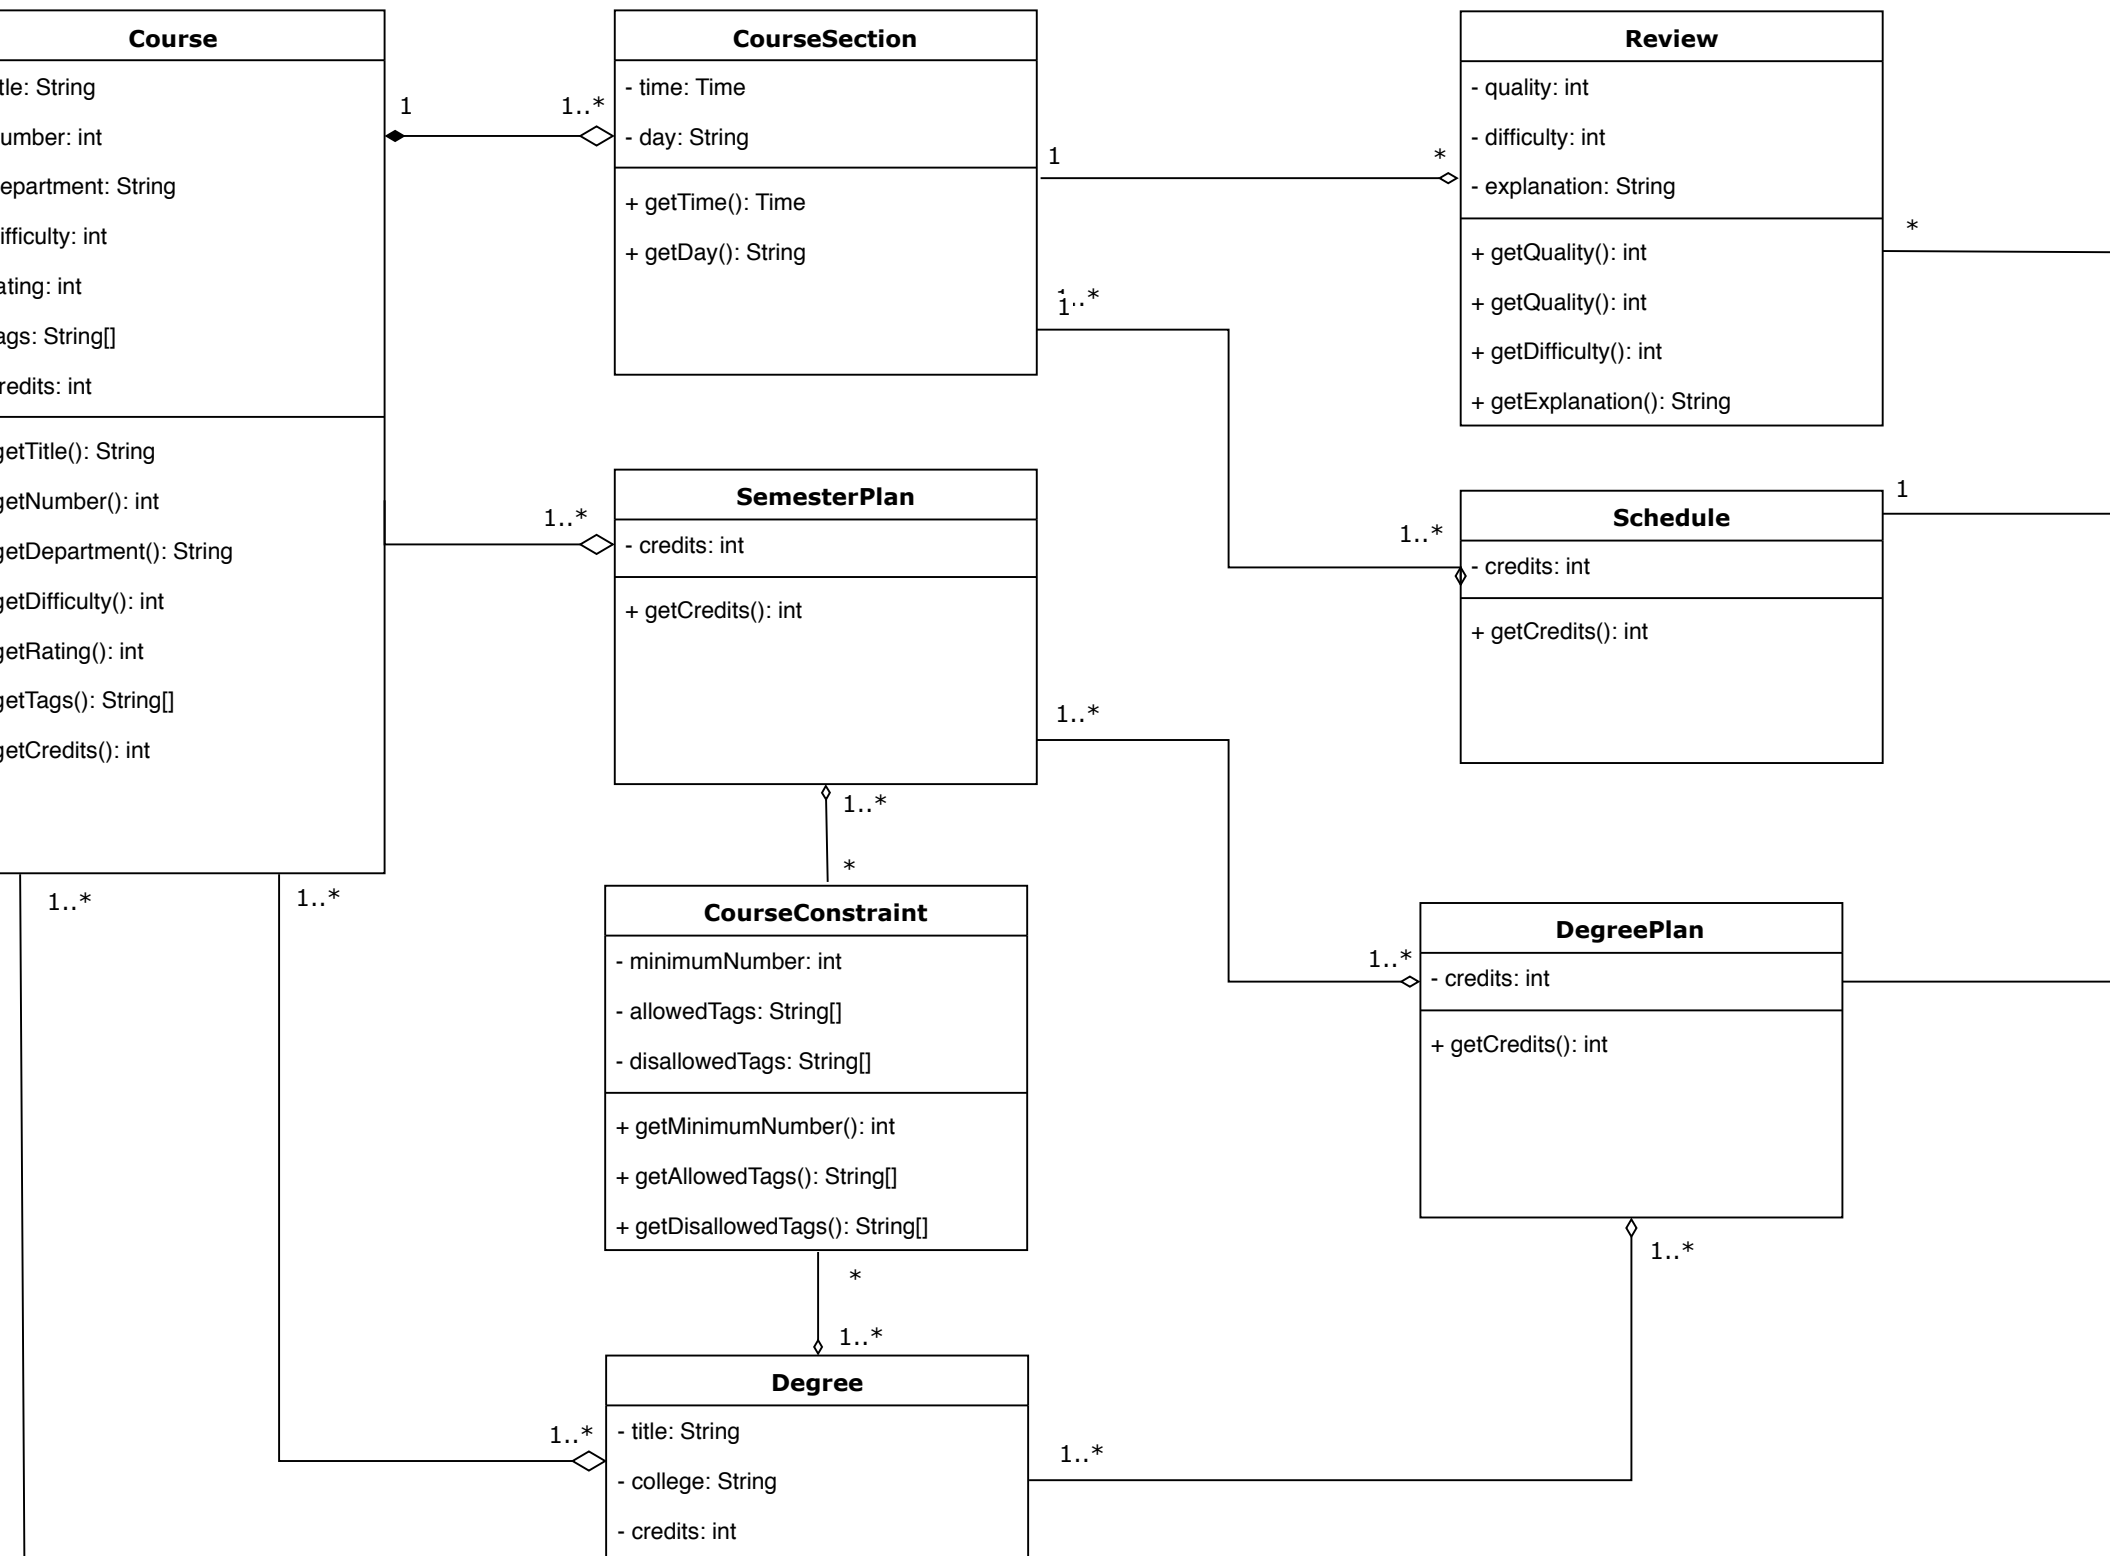 Course
tle: String
umber: int
epartment: String
ifficulty: int
ating: int
ags: String[]
redits: int
getTitle(): String
getNumber(): int
getDepartment(): String
getDifficulty(): int
getRating(): int
getTags(): String[]
getCredits(): int
1
1..*
CourseSection
- time: Time
- day: String
+ getTime(): Time
+ getDay(): String
1
*
1..*
1
Review
- quality: int
- difficulty: int
- explanation: String
+ getQuality(): int
+ getQuality(): int
+ getDifficulty(): int
+ getExplanation(): String
*
1..*
SemesterPlan
- credits: int
+ getCredits(): int
1..*
1..*
*
1..*
Schedule
- credits: int
+ getCredits(): int
1
1..*
1..*
CourseConstraint
- minimumNumber: int
- allowedTags: String[]
- disallowedTags: String[]
+ getMinimumNumber(): int
+ getAllowedTags(): String[]
+ getDisallowedTags(): String[]
*
1..*
1..*
DegreePlan
- credits: int
+ getCredits(): int
1..*
1..*
Degree
- title: String
- college: String
- credits: int
1..*